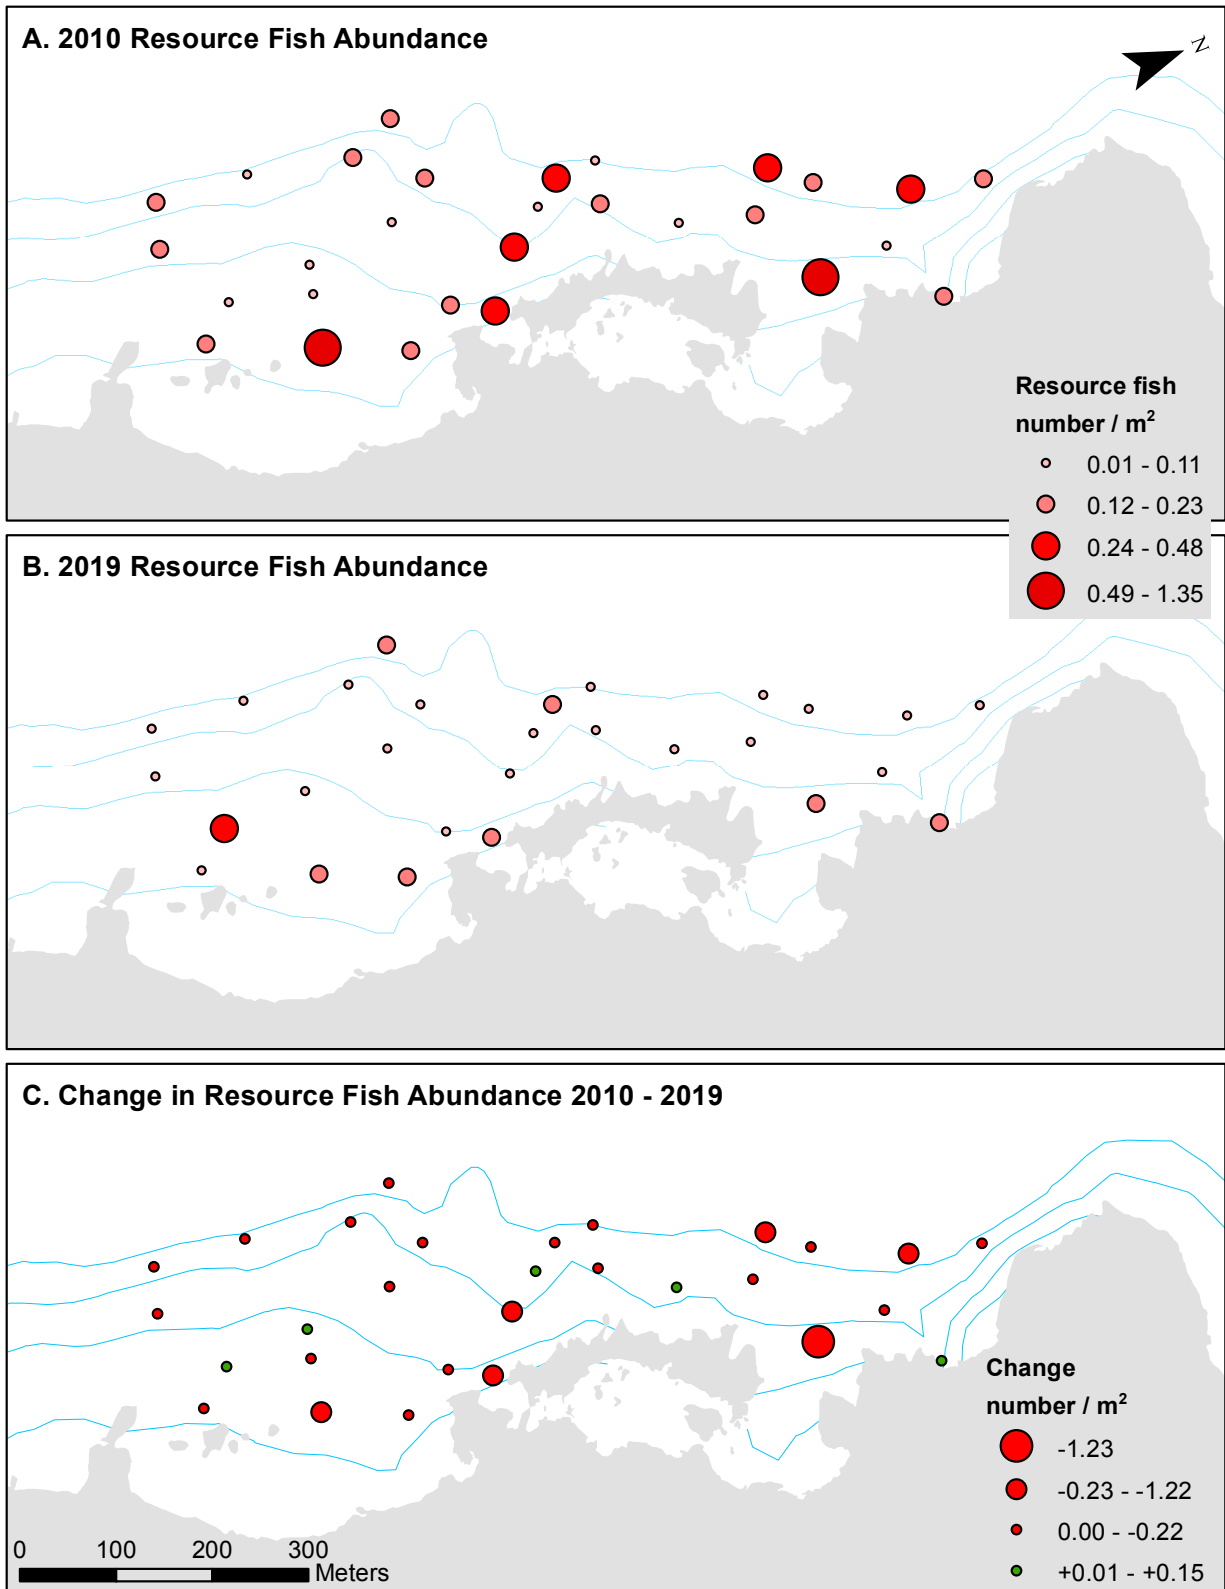 A. 2010 Resource Fish Abundance
N
Resource fish
number / m²
0.01 - 0.11
0.12 - 0.23
0.24 - 0.48
0.49 - 1.35
B. 2019 Resource Fish Abundance
C. Change in Resource Fish Abundance 2010 - 2019
Change
number / m²
-1.23
-0.23 - -1.22
0.00 - -0.22
+0.01 - +0.15
0 100 200 300
Meters